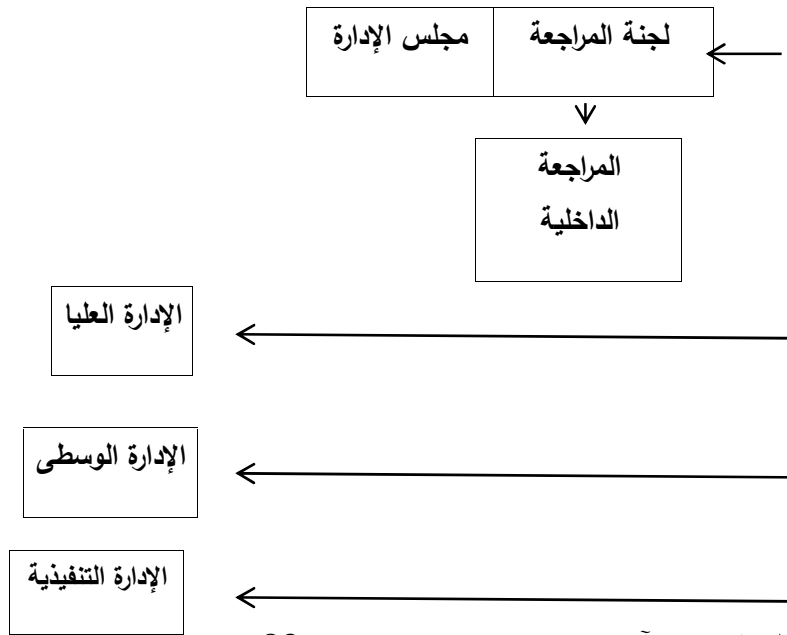 لجنة المراجعة
مجلس الإدارة
المراجعة
الداخلية
الإدارة العليا
الإدارة الوسطى
الإدارة التنفيذية